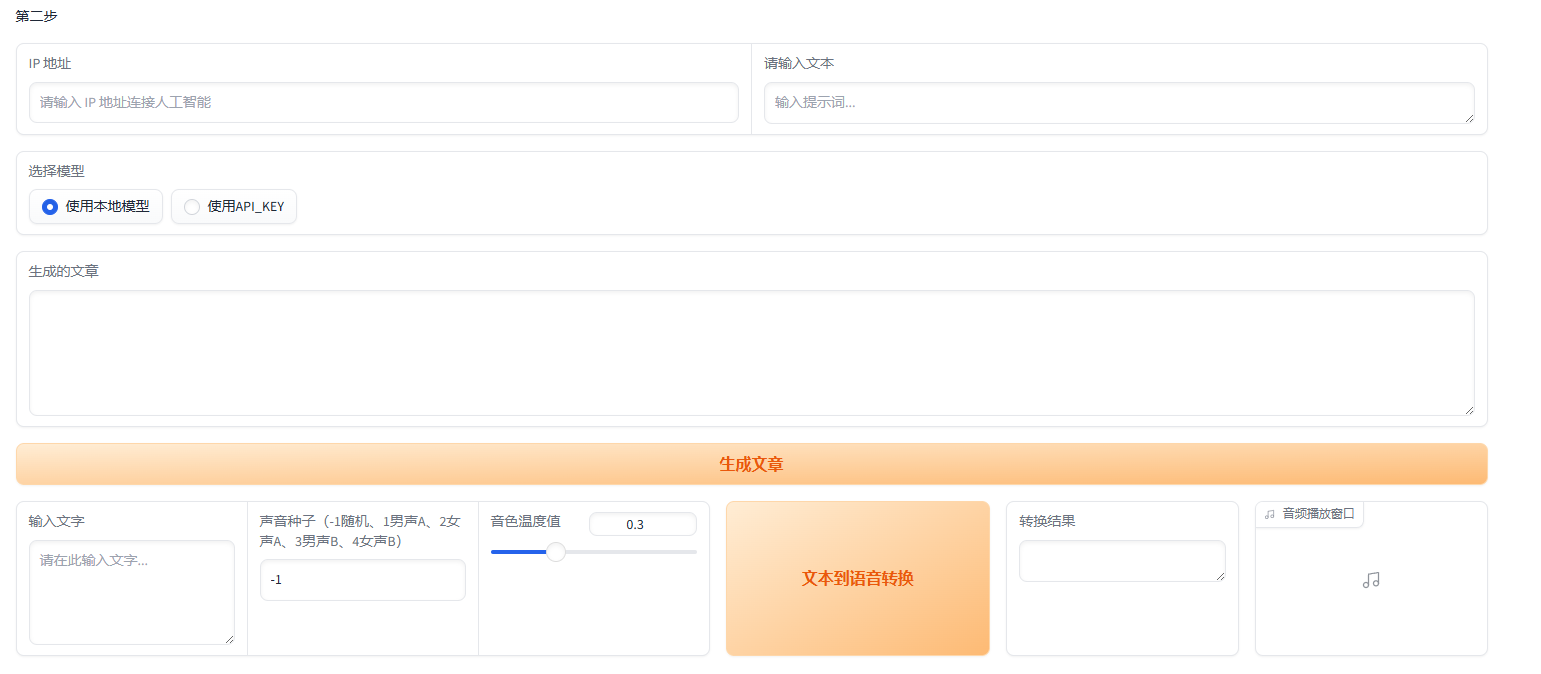 第二步
IP 地址
请输入文本
请输入 IP 地址连接人工智能
输入提示词...
选择模型
使用本地模型
使用API_KEY
生成的文章
生成文章
输入文字
请在此输入文字...
声音种子（-1随机、1男声A、2女
声A、3男声B、4女声B）
-1
音色温度值
0.3
文本到语音转换
转换结果
音频播放窗口